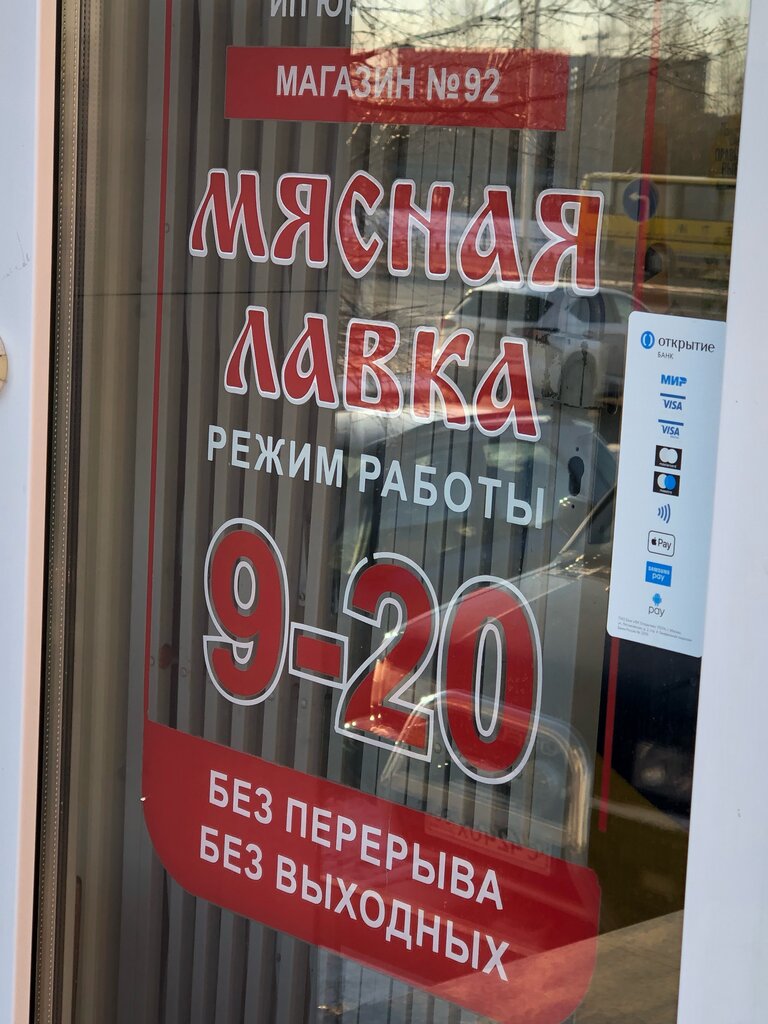 МАГАЗИН №92
МЯСНАЯ
ЛАВКА
РЕЖИМ РАБОТЫ
9-20
БЕЗ ПЕРЕРЫВА
БЕЗ ВЫХОДНЫХ
ОТКРЫТИЕ
БАНК
МИР
VISA
VISA
Pay
SAMSUNG
pay
pay